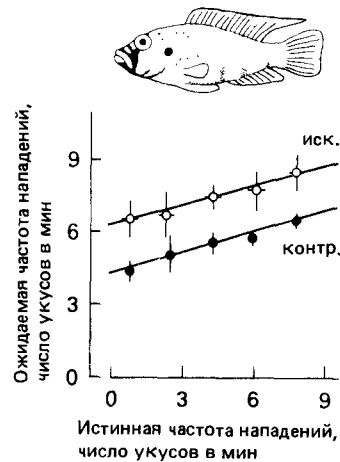 Ожидаемая частота нападений,
число укусов в мин
9
6
3
0
иск.
контр.
0 3 6 9
Истинная частота нападений,
число укусов в мин